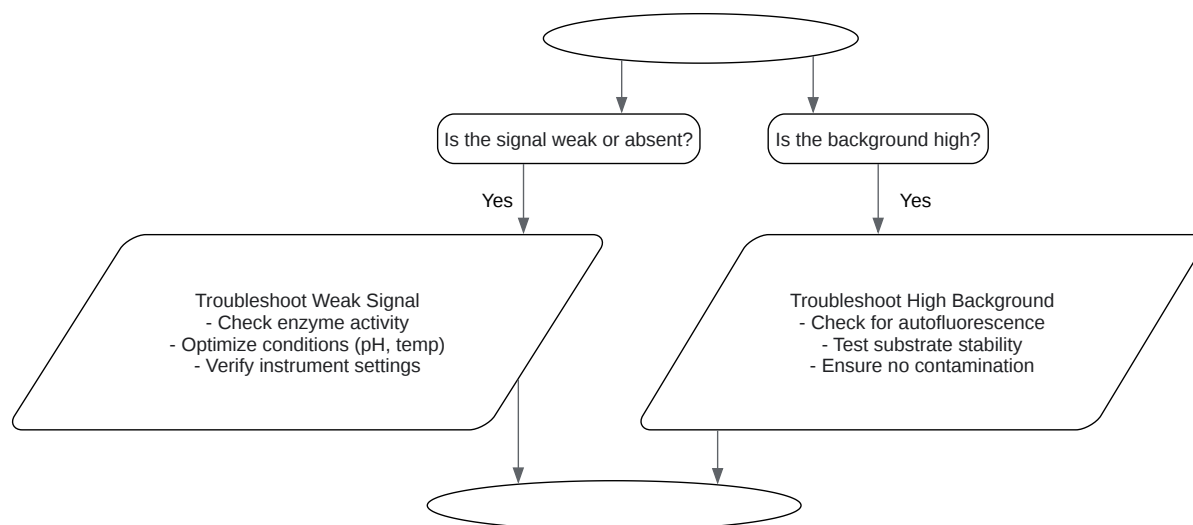 Is the signal weak or absent?
Is the background high?
Yes
Yes
Troubleshoot Weak Signal
- Check enzyme activity
- Optimize conditions (pH, temp)
- Verify instrument settings
Troubleshoot High Background
- Check for autofluorescence
- Test substrate stability
- Ensure no contamination